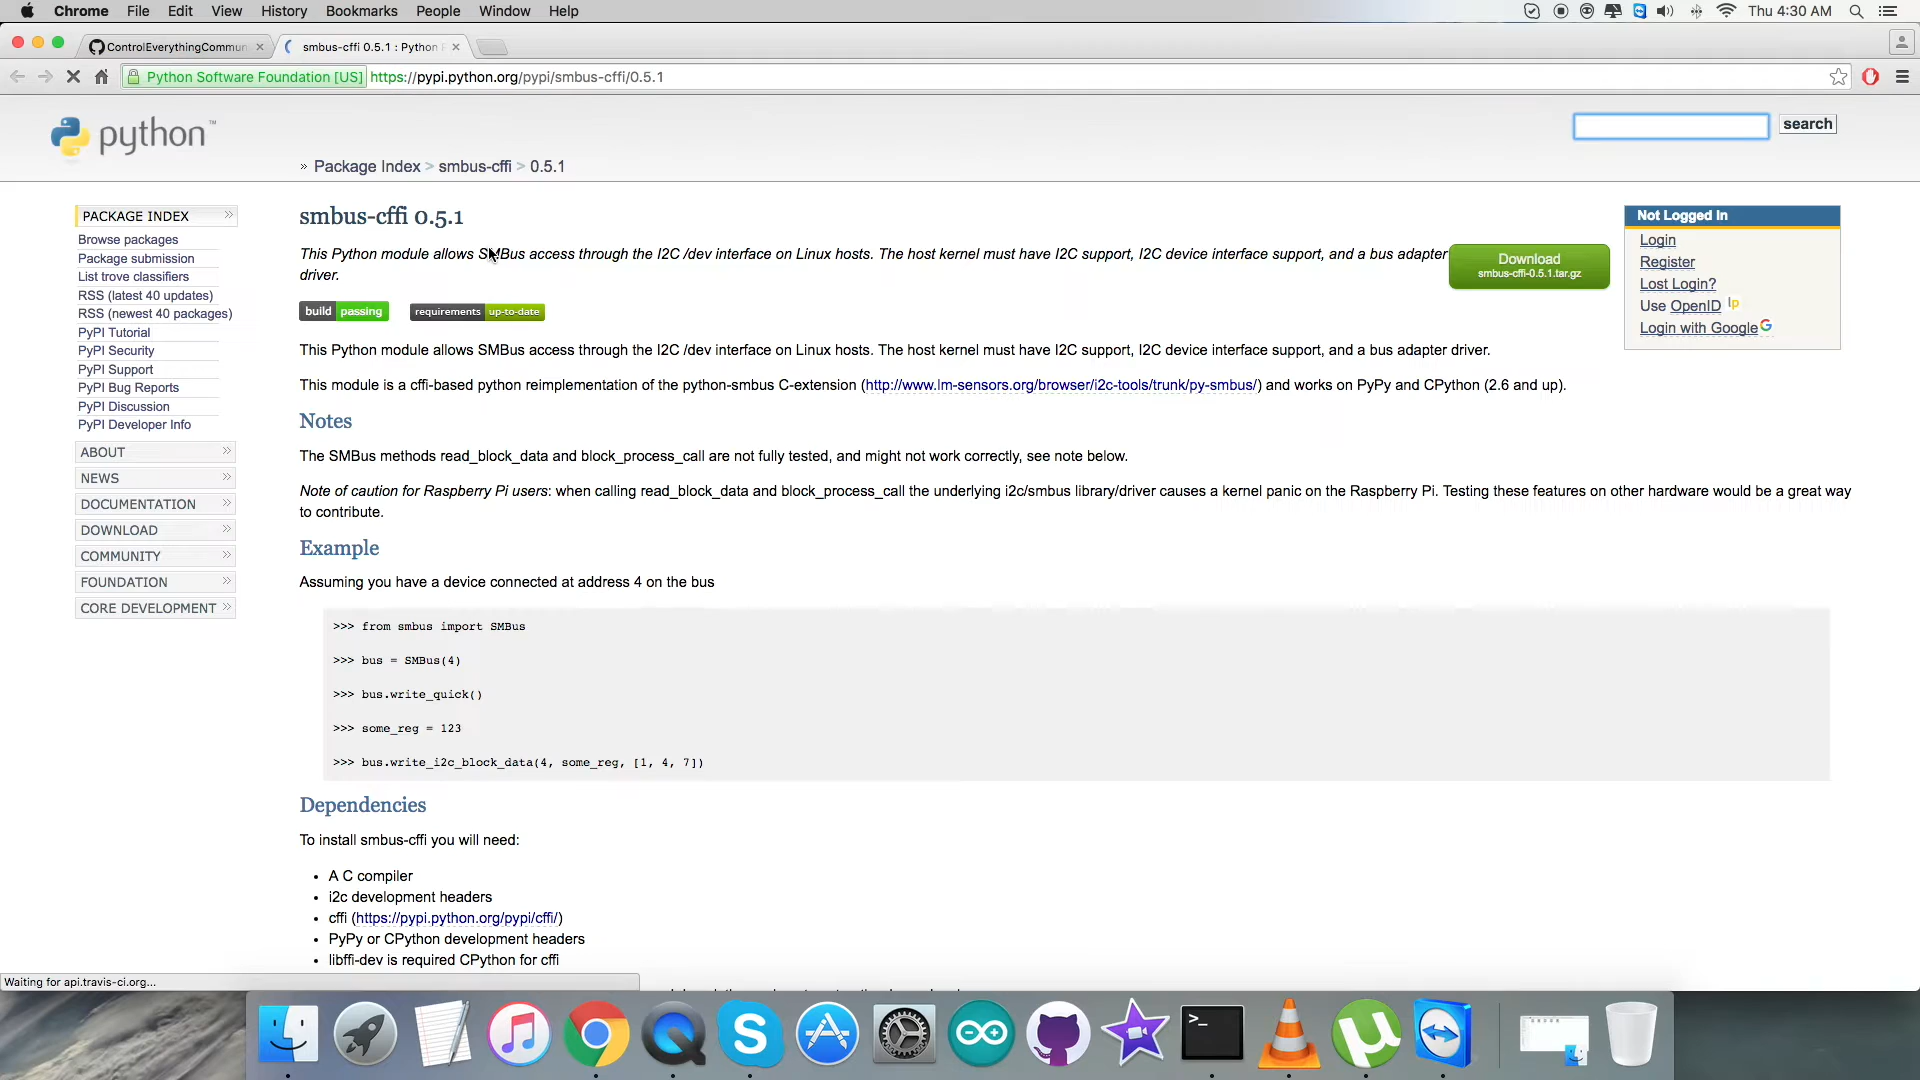 Chrome File Edit View History Bookmarks People Window Help
Thu 4:30 AM
ControlEverythingCommun
smbus-cffi 0.5.1 : Python
Python Software Foundation [US] https://pypi.python.org/pypi/smbus-cffi/0.5.1
python™
search
» Package Index > smbus-cffi > 0.5.1
PACKAGE INDEX »
Browse packages
Package submission
List trove classifiers
RSS (latest 40 updates)
RSS (newest 40 packages)
PyPI Tutorial
PyPI Security
PyPI Support
PyPI Bug Reports
PyPI Discussion
PyPI Developer Info
ABOUT »
NEWS »
DOCUMENTATION »
DOWNLOAD »
COMMUNITY »
FOUNDATION »
CORE DEVELOPMENT »
smbus-cffi 0.5.1
This Python module allows SMBus access through the I2C /dev interface on Linux hosts. The host kernel must have I2C support, I2C device interface support, and a bus adapter
driver.
Download
smbus-cffi-0.5.1.tar.gz
build passing
requirements up-to-date
This Python module allows SMBus access through the I2C /dev interface on Linux hosts. The host kernel must have I2C support, I2C device interface support, and a bus adapter driver.
This module is a cffi-based python reimplementation of the python-smbus C-extension (http://www.lm-sensors.org/browser/i2c-tools/trunk/py-smbus/) and works on PyPy and CPython (2.6 and up).
Notes
The SMBus methods read_block_data and block_process_call are not fully tested, and might not work correctly, see note below.
Note of caution for Raspberry Pi users: when calling read_block_data and block_process_call the underlying i2c/smbus library/driver causes a kernel panic on the Raspberry Pi. Testing these features on other hardware would be a great way
to contribute.
Example
Assuming you have a device connected at address 4 on the bus
>>> from smbus import SMBus
>>> bus = SMBus(4)
>>> bus.write_quick()
>>> some_reg = 123
>>> bus.write_i2c_block_data(4, some_reg, [1, 4, 7])
Dependencies
To install smbus-cffi you will need:
• A C compiler
• i2c development headers
• cffi (https://pypi.python.org/pypi/cffi/)
• PyPy or CPython development headers
• libffi-dev is required CPython for cffi
Not Logged In
Login
Register
Lost Login?
Use OpenID lp
Login with Google G
Waiting for api.travis-ci.org...